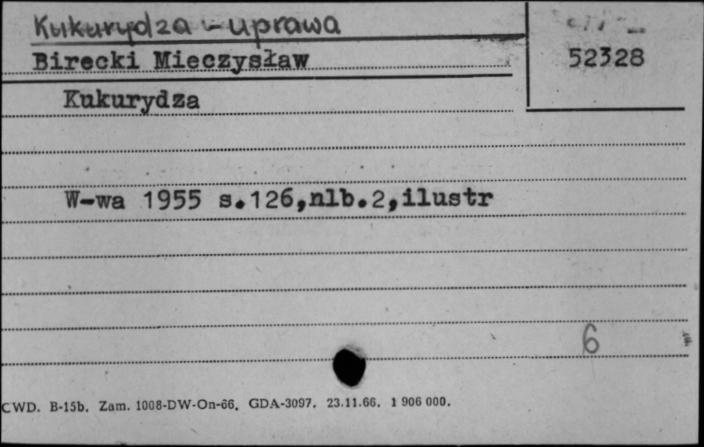 Kukurydza - uprawa
Birecki Mieczysław
52328
Kukurydza
W-wa 1955 s.126,nlb.2,ilustr
6
CWD. B-15b. Zam. 1008-DW-On-66. GDA-3097. 23.11.66. 1 906 000.